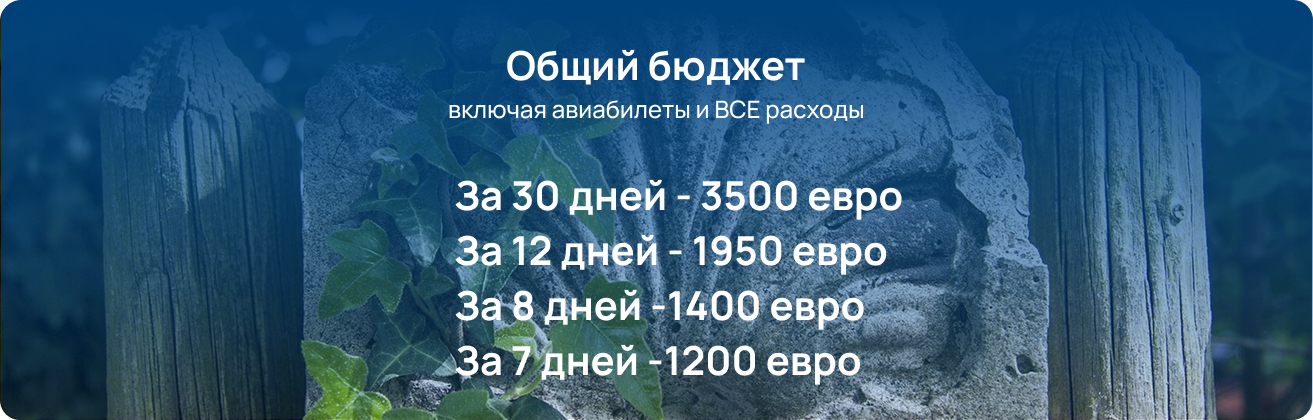 Общий бюджет
включая авиабилеты и ВСЕ расходы
За 30 дней - 3500 евро
За 12 дней - 1950 евро
За 8 дней -1400 евро
За 7 дней -1200 евро